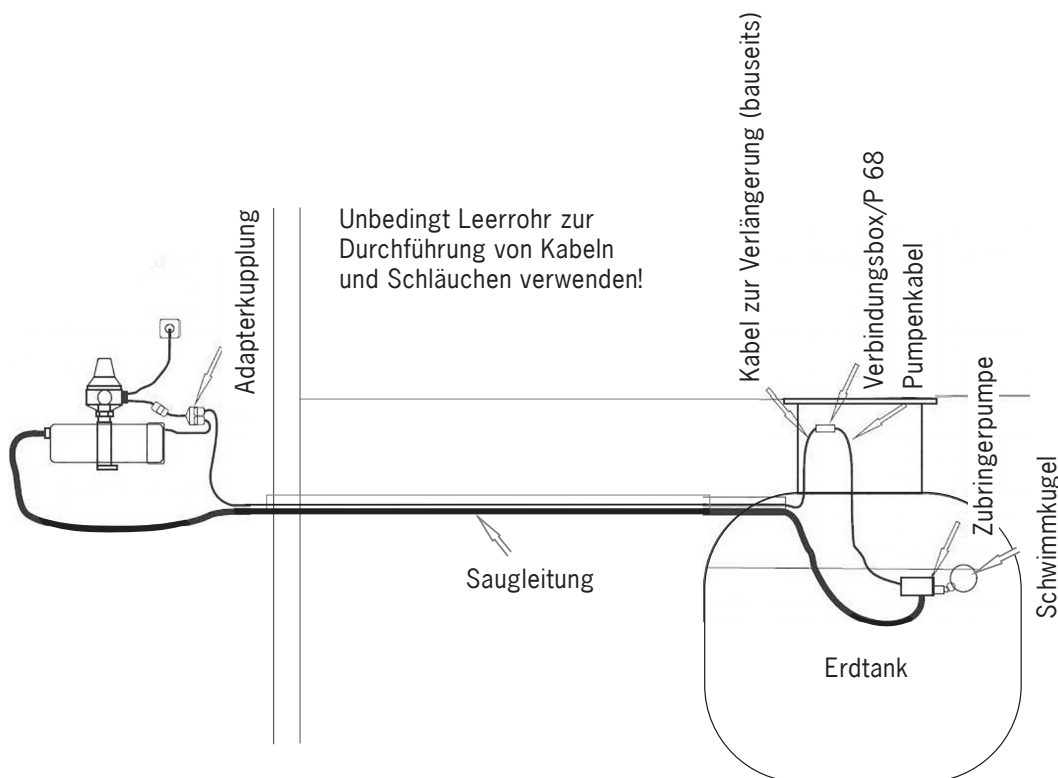 Adapterkupplung
Unbedingt Leerrohr zur
Durchführung von Kabeln
und Schläuchen verwenden!
Kabel zur Verlängerung (bauseits)
Verbindungsbox/P 68
Pumpenkabel
Zubringerpumpe
Schwimmkugel
Saugleitung
Erdtank